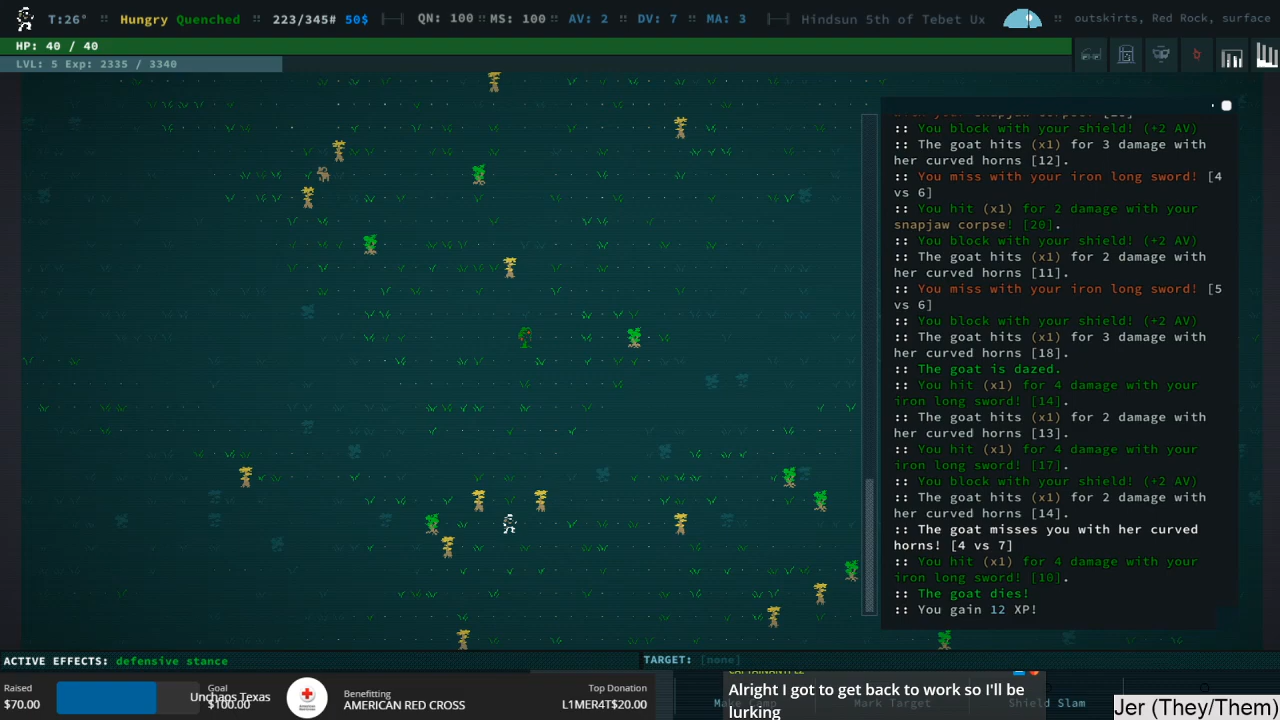 T:26° :: Hungry Quenched :: 223/345# 50$ QN: 100 :: MS: 100 :: AV: 2 :: DV: 7 :: MA: 3 Hindsun 5th of Tebet Ux :: outskirts, Red Rock, surface
HP: 40 / 40
LVL: 5 Exp: 2335 / 3340
:: You block with your shield! (+2 AV)
:: The goat hits (x1) for 3 damage with
her curved horns [12].
:: You miss with your iron long sword! [4
vs 6]
:: You hit (x1) for 2 damage with your
snapjaw corpse! [20].
:: You block with your shield! (+2 AV)
:: The goat hits (x1) for 2 damage with
her curved horns [11].
:: You miss with your iron long sword! [5
vs 6]
:: You block with your shield! (+2 AV)
:: The goat hits (x1) for 3 damage with
her curved horns [18].
:: The goat is dazed.
:: You hit (x1) for 4 damage with your
iron long sword! [14].
:: The goat hits (x1) for 2 damage with
her curved horns [13].
:: You hit (x1) for 4 damage with your
iron long sword! [17].
:: You block with your shield! (+2 AV)
:: The goat hits (x1) for 2 damage with
her curved horns [14].
:: The goat misses you with her curved
horns! [4 vs 7]
:: You hit (x1) for 4 damage with your
iron long sword! [10].
:: The goat dies!
:: You gain 12 XP!
ACTIVE EFFECTS: defensive stance
TARGET: [none]
Raised
$70.00
Unchaos Texas
Goal
$100.00
Benefitting
AMERICAN RED CROSS
Top Donation
L1MER4T$20.00
Alright I got to get back to work so I'll be
lurking
Make Camp
Mark Target
Shield Slam
Jer (They/Them)